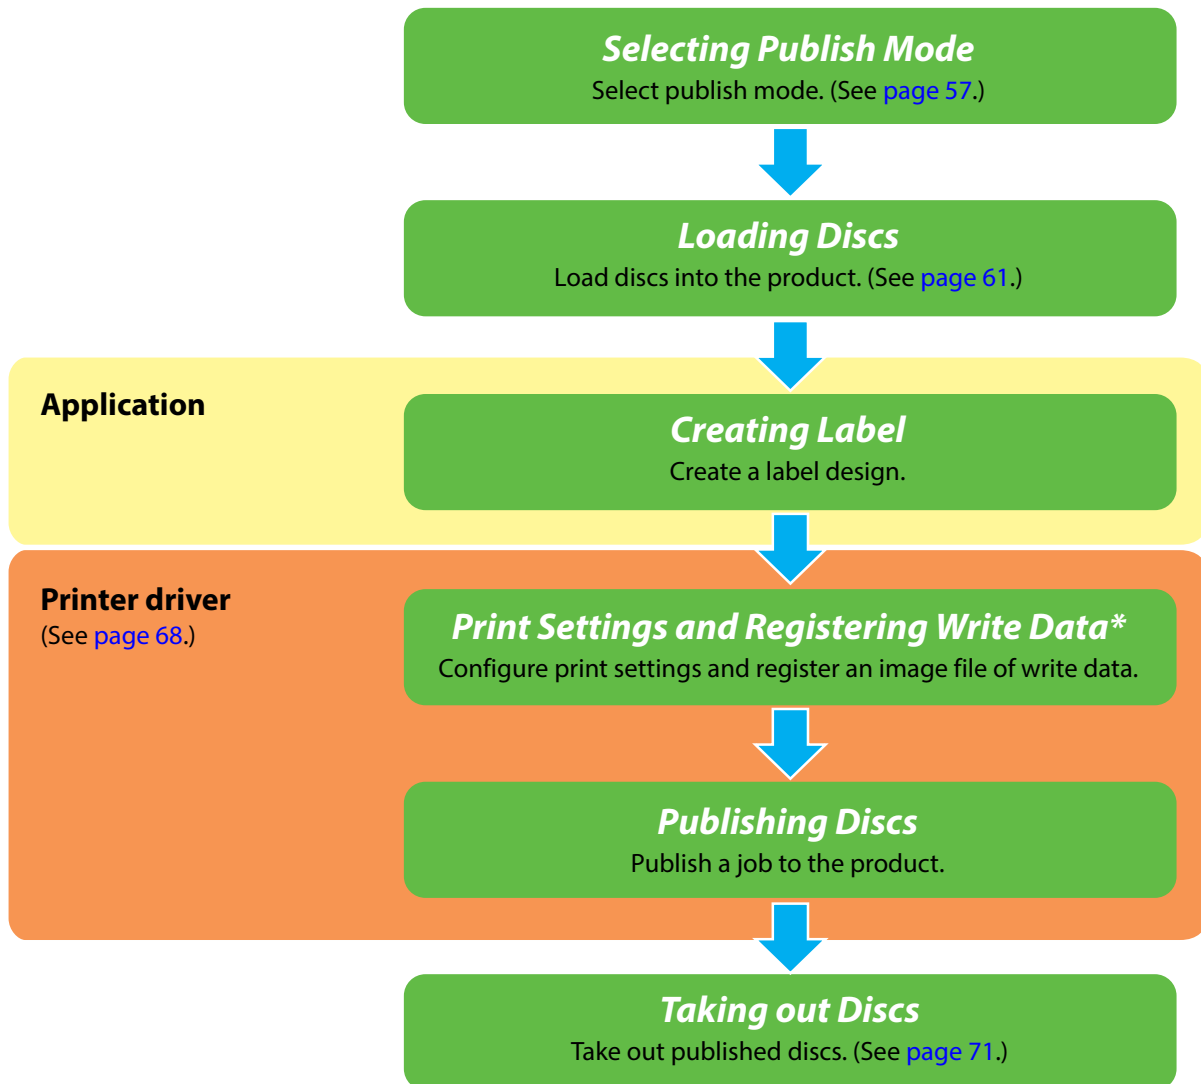 Selecting Publish Mode
Select publish mode. (See page 57.)
Loading Discs
Load discs into the product. (See page 61.)
Application
Creating Label
Create a label design.
Printer driver
(See page 68.)
Print Settings and Registering Write Data*
Configure print settings and register an image file of write data.
Publishing Discs
Publish a job to the product.
Taking out Discs
Take out published discs. (See page 71.)